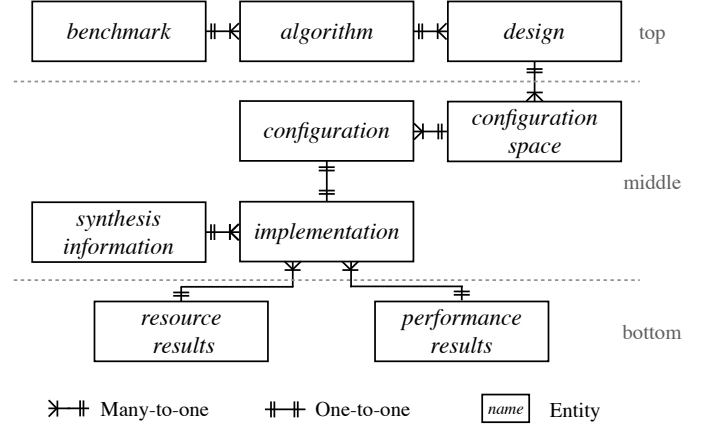 benchmark
algorithm
design
top
configuration
configuration
space
middle
synthesis
information
implementation
resource
results
performance
results
bottom
Many-to-one
One-to-one
name
Entity